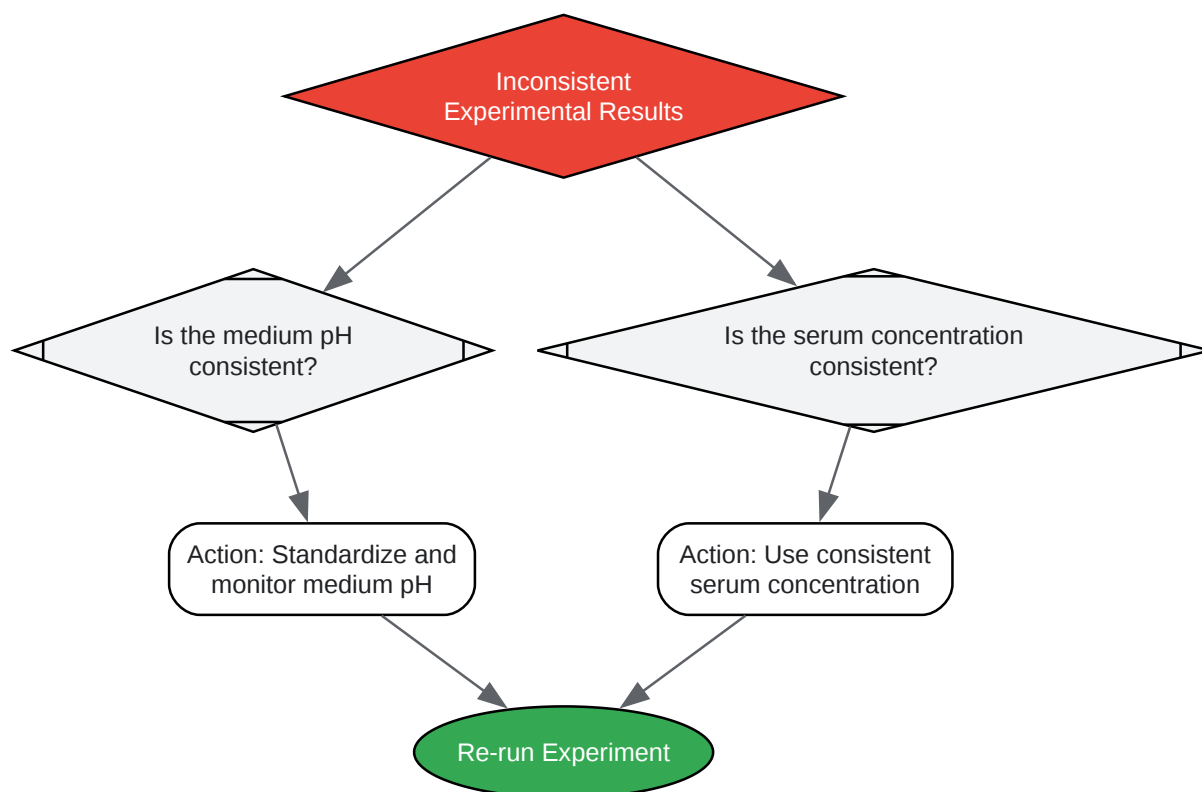 Inconsistent
Experimental Results
Is the medium pH
consistent?
Is the serum concentration
consistent?
Action: Standardize and
monitor medium pH
Action: Use consistent
serum concentration
Re-run Experiment